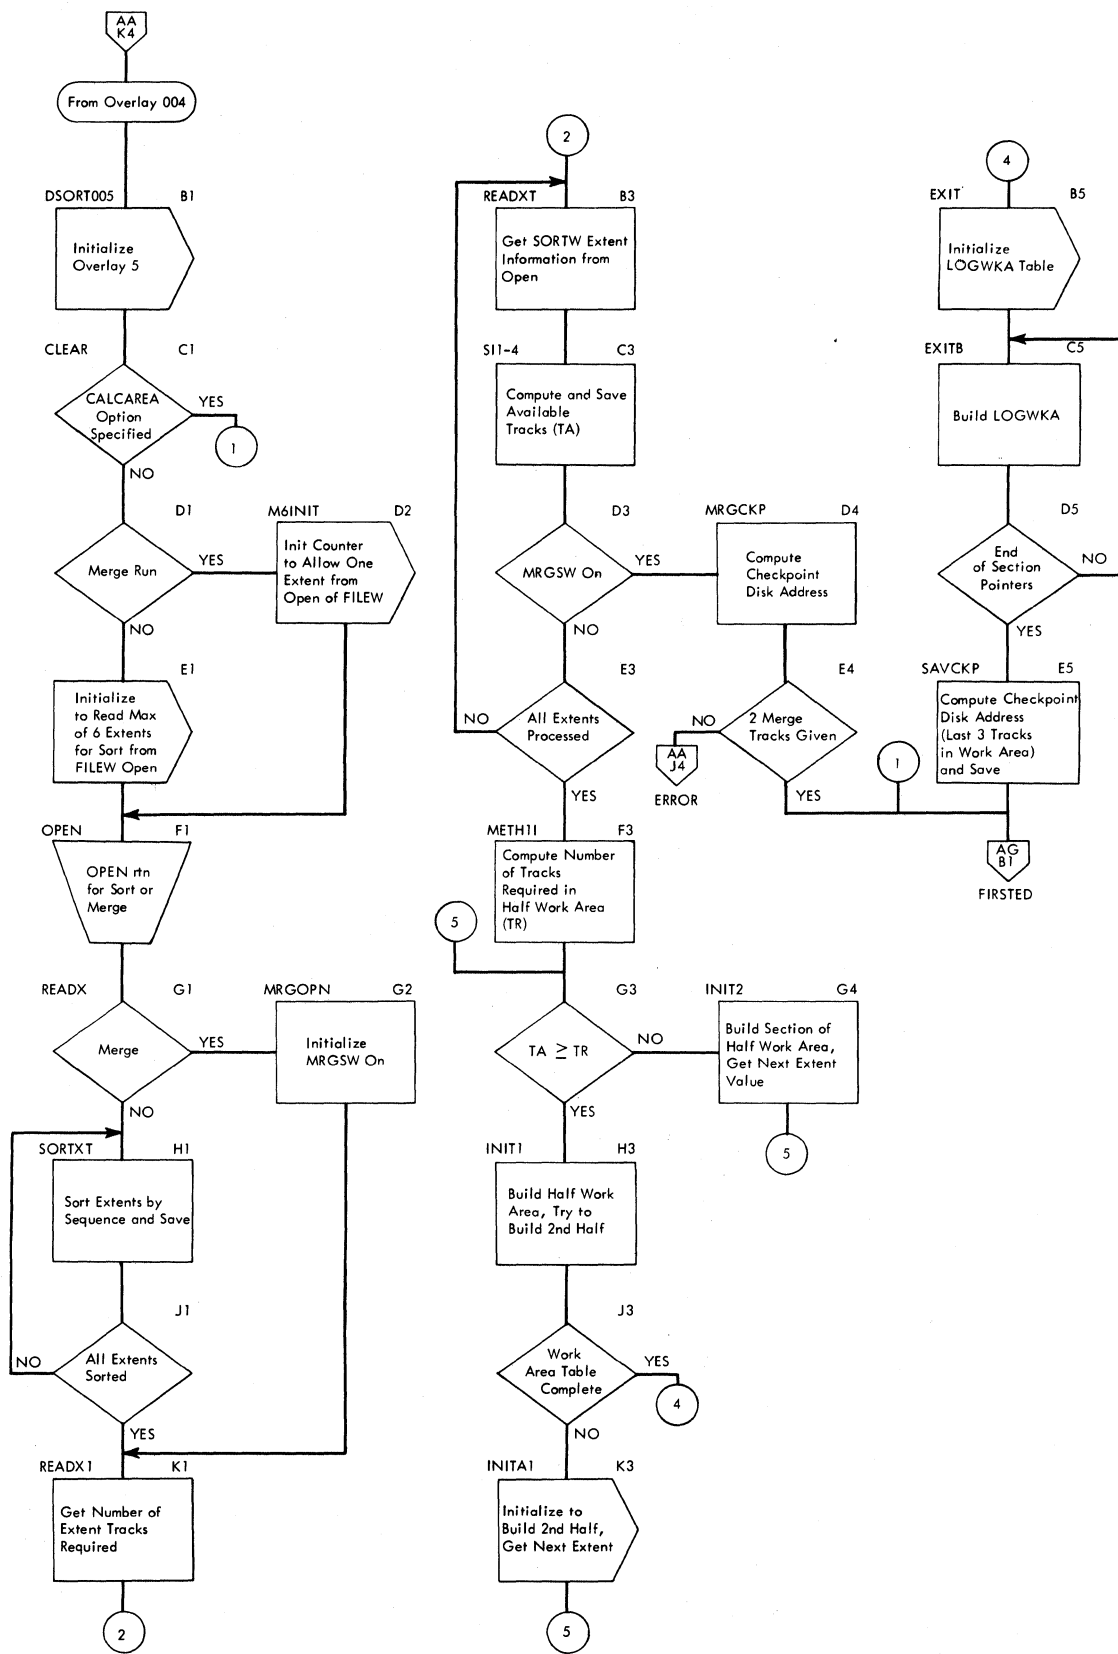 AA
K4
From Overlay 004
DSORT005 B1
Initialize
Overlay 5
CLEAR C1
CALCAREA
Option
Specified
YES
1
NO
D1
Merge Run
YES
NO
M6INIT D2
Init Counter
to Allow One
Extent from
Open of FILEW
E1
Initialize
to Read Max
of 6 Extents
for Sort from
FILEW Open
OPEN F1
OPEN rtn
for Sort or
Merge
READX G1
Merge
YES
NO
MRGOPN G2
Initialize
MRGSW On
SORTXT H1
Sort Extents by
Sequence and Save
J1
All Extents
Sorted
NO
YES
READX1 K1
Get Number of
Extent Tracks
Required
2
2
READXT B3
Get SORTW Extent
Information from
Open
SI1-4 C3
Compute and Save
Available
Tracks (TA)
D3
MRGSW On
YES
NO
MRGCKP D4
Compute
Checkpoint
Disk Address
E3
All Extents
Processed
NO
YES
E4
2 Merge
Tracks Given
NO
AA
J4
ERROR
YES
1
METH1I F3
Compute Number
of Tracks
Required in
Half Work Area
(TR)
5
G3
TA ≥ TR
NO
YES
INIT2 G4
Build Section of
Half Work Area,
Get Next Extent
Value
5
INIT1 H3
Build Half Work
Area, Try to
Build 2nd Half
J3
Work
Area Table
Complete
YES
4
NO
INITA1 K3
Initialize to
Build 2nd Half,
Get Next Extent
5
4
EXIT B5
Initialize
LOGWKA Table
EXITB C5
Build LOGWKA
D5
End
of Section
Pointers
NO
YES
SAVCKP E5
Compute Checkpoint
Disk Address
(Last 3 Tracks
in Work Area)
and Save
AG
B1
FIRSTED